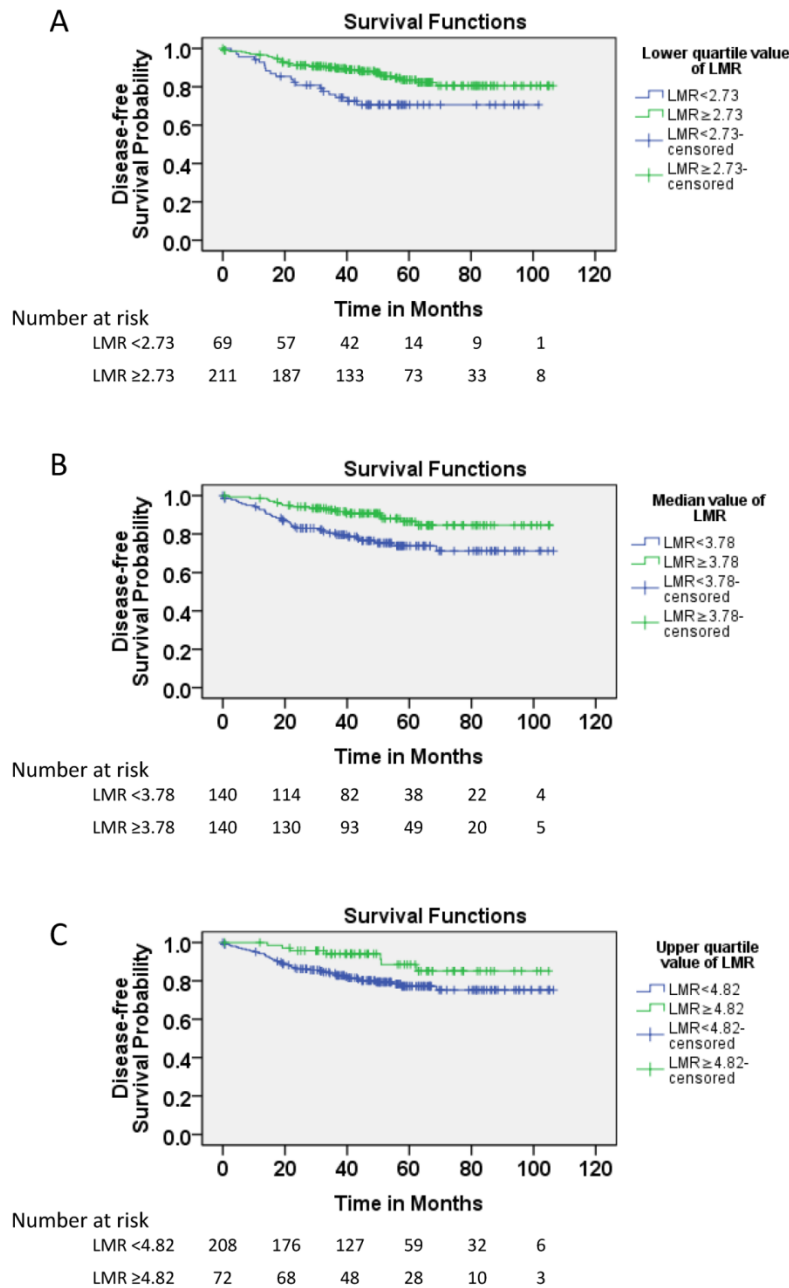 A
Survival Functions
Disease-free
Survival Probability
1.0
0.8
0.6
0.4
0.2
0.0
0 20 40 60 80 100 120
Time in Months
Lower quartile value
of LMR
LMR<2.73
LMR≥2.73
LMR<2.73-
censored
LMR≥2.73-
censored
Number at risk
LMR <2.73 69 57 42 14 9 1
LMR ≥2.73 211 187 133 73 33 8
B
Survival Functions
Disease-free
Survival Probability
1.0
0.8
0.6
0.4
0.2
0.0
0 20 40 60 80 100 120
Time in Months
Median value of
LMR
LMR<3.78
LMR≥3.78
LMR<3.78-
censored
LMR≥3.78-
censored
Number at risk
LMR <3.78 140 114 82 38 22 4
LMR ≥3.78 140 130 93 49 20 5
C
Survival Functions
Disease-free
Survival Probability
1.0
0.8
0.6
0.4
0.2
0.0
0 20 40 60 80 100 120
Time in Months
Upper quartile
value of LMR
LMR<4.82
LMR≥4.82
LMR<4.82-
censored
LMR≥4.82-
censored
Number at risk
LMR <4.82 208 176 127 59 32 6
LMR ≥4.82 72 68 48 28 10 3